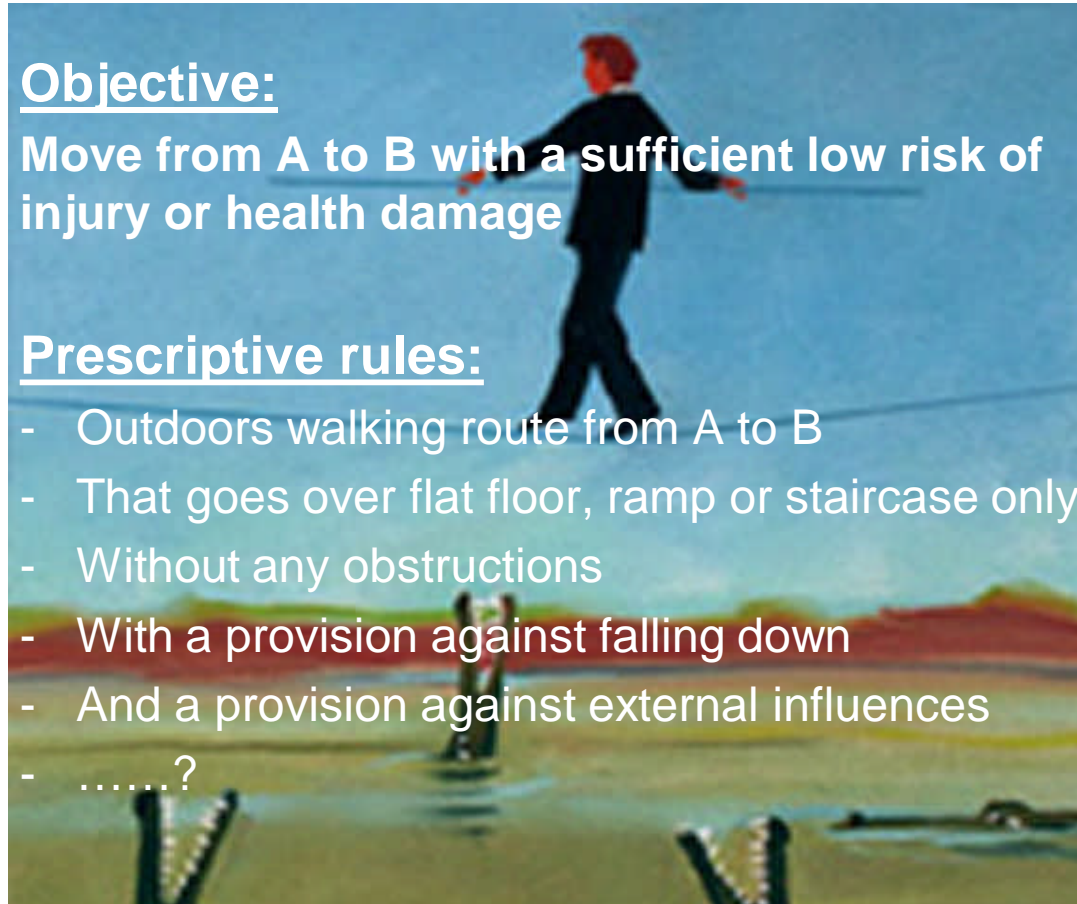 Objective:
Move from A to B with a sufficient low risk of
injury or health damage
Prescriptive rules:
- Outdoors walking route from A to B
- That goes over flat floor, ramp or staircase only
- Without any obstructions
- With a provision against falling down
- And a provision against external influences
- ……?